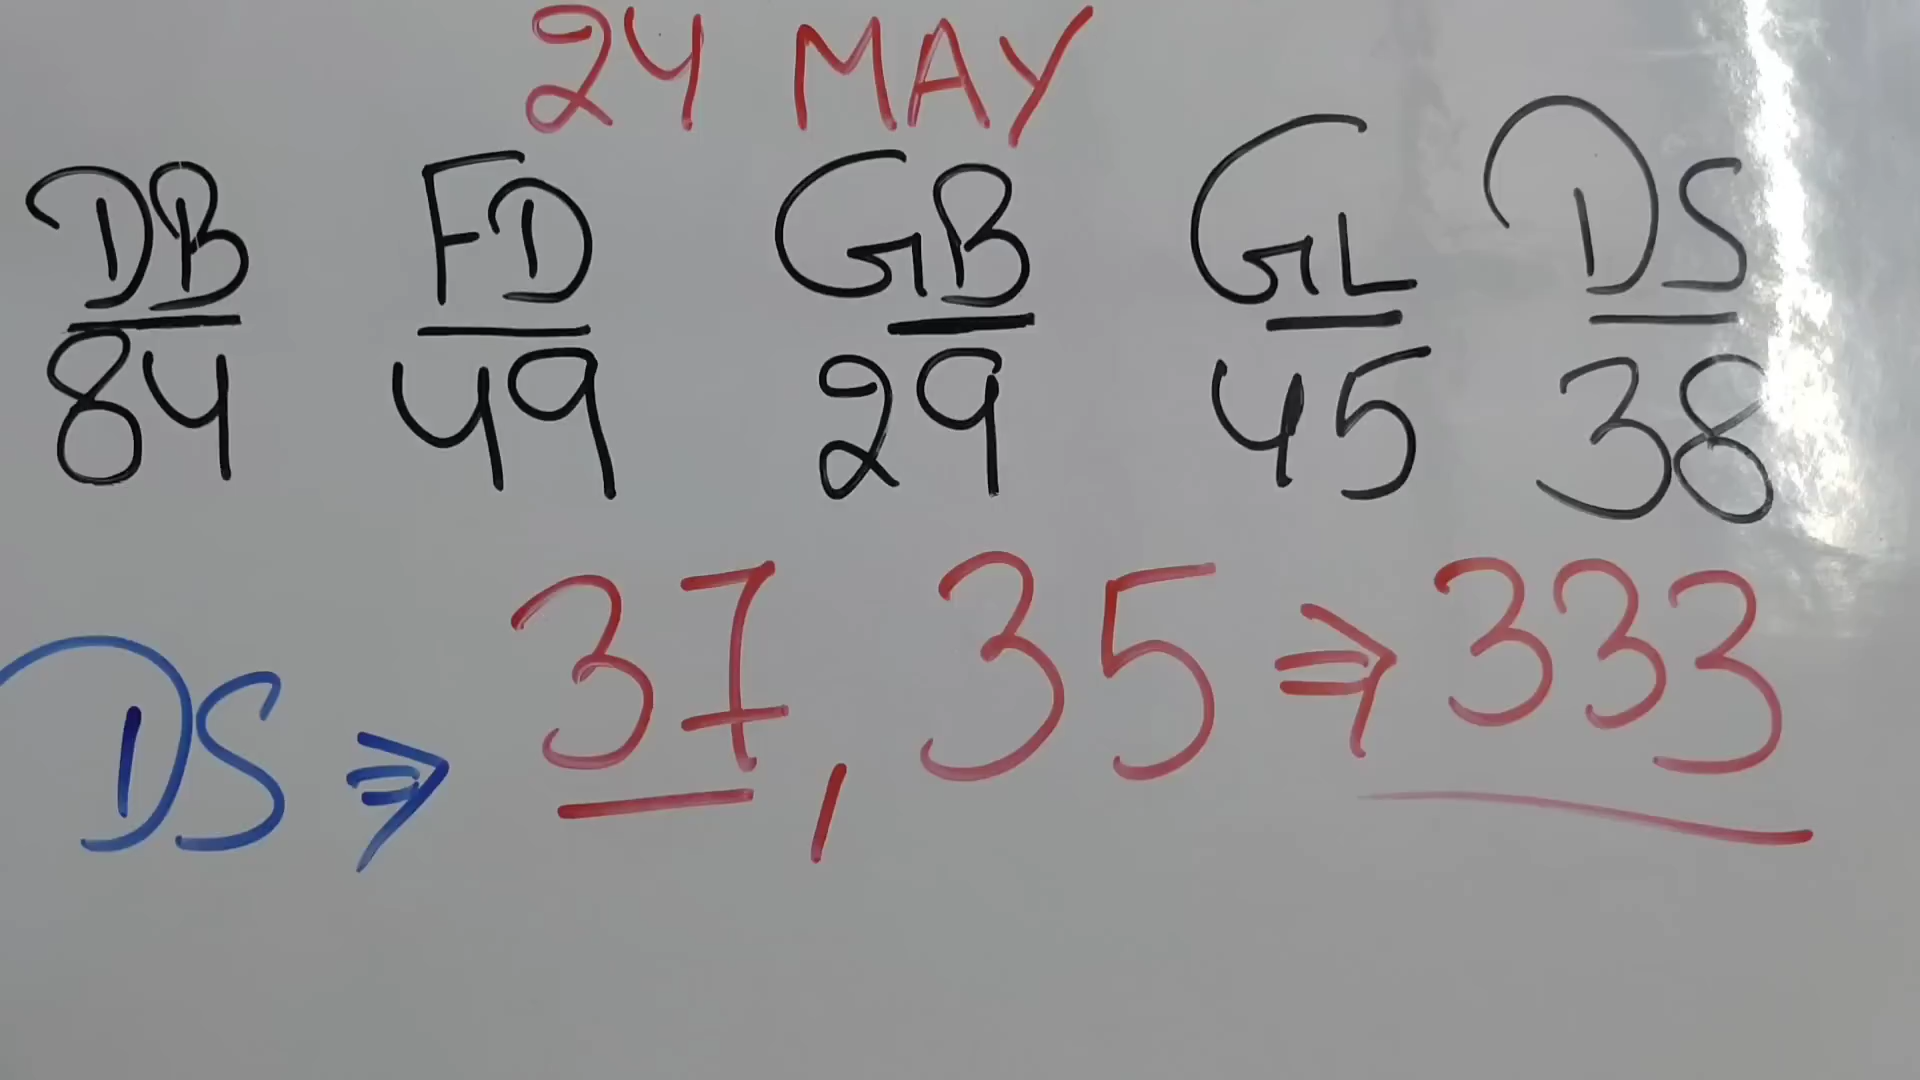 24 MAY
DB FD GB GL DS
84 49 29 45 38
DS ⇒ 37, 35 ⇒ 333